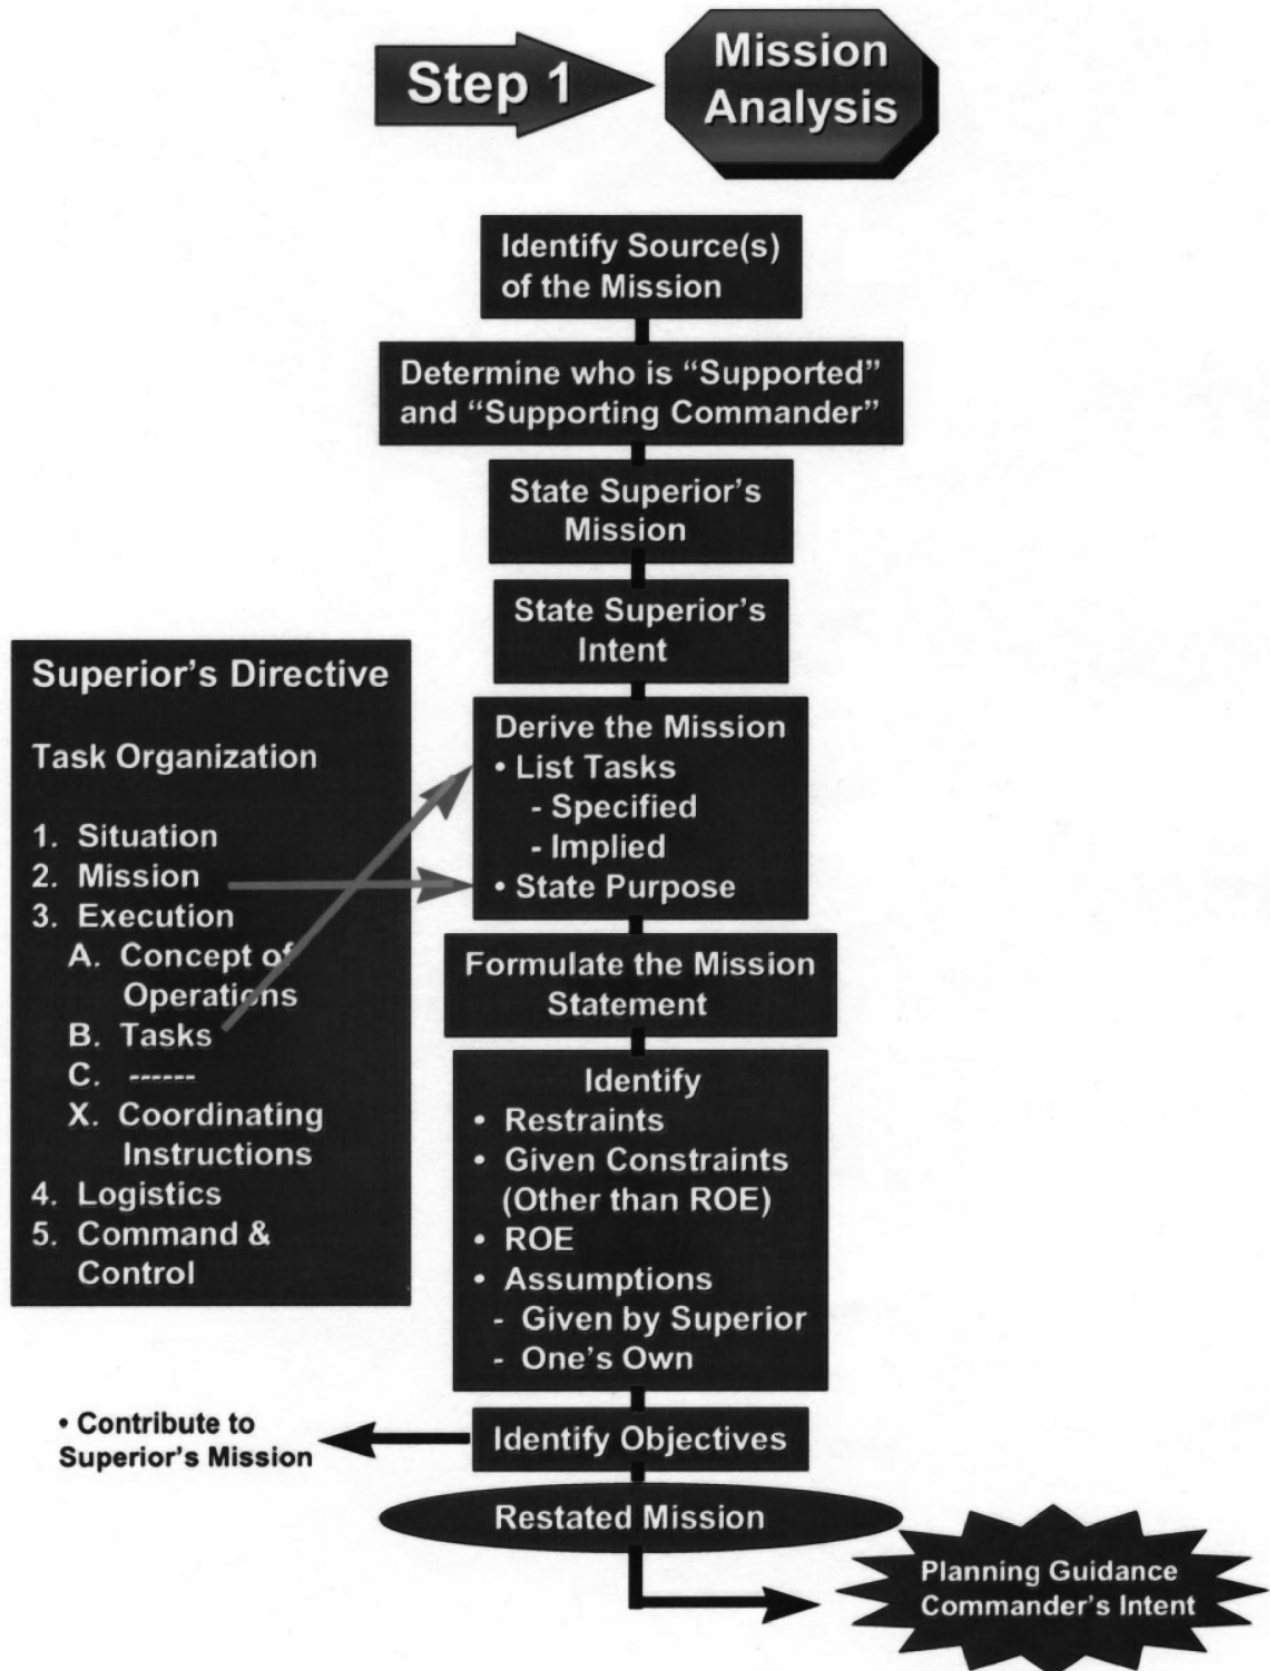 Step 1
Mission
Analysis
Identify Source(s)
of the Mission
Determine who is “Supported”
and “Supporting Commander”
State Superior’s
Mission
State Superior’s
Intent
Superior’s Directive
Task Organization
1. Situation
2. Mission
3. Execution
A. Concept of
Operations
B. Tasks
C. ------
X. Coordinating
Instructions
4. Logistics
5. Command &
Control
Derive the Mission
• List Tasks
- Specified
- Implied
• State Purpose
Formulate the Mission
Statement
Identify
• Restraints
• Given Constraints
(Other than ROE)
• ROE
• Assumptions
- Given by Superior
- One’s Own
• Contribute to
Superior’s Mission
Identify Objectives
Restated Mission
Planning Guidance
Commander’s Intent